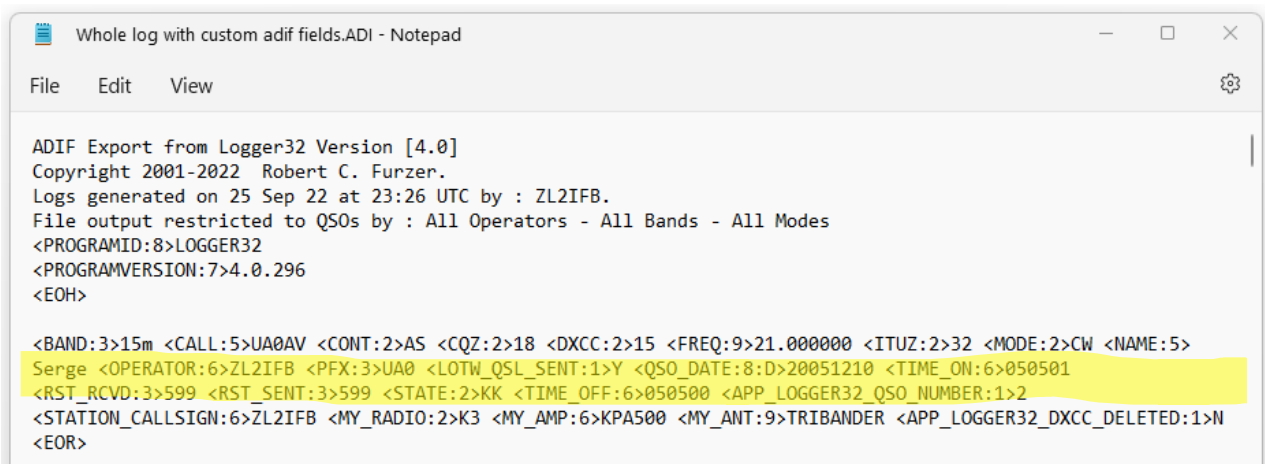 Whole log with custom adif fields.ADI - Notepad
File Edit View
ADIF Export from Logger32 Version [4.0]
Copyright 2001-2022  Robert C. Furzer.
Logs generated on 25 Sep 22 at 23:26 UTC by : ZL2IFB.
File output restricted to QSOs by : All Operators - All Bands - All Modes
<PROGRAMID:8>LOGGER32
<PROGRAMVERSION:7>4.0.296
<EOH>
<BAND:3>15m <CALL:5>UA0AV <CONT:2>AS <CQZ:2>18 <DXCC:2>15 <FREQ:9>21.000000 <ITUZ:2>32 <MODE:2>CW <NAME:5>
Serge <OPERATOR:6>ZL2IFB <PFX:3>UA0 <LOTW_QSL_SENT:1>Y <QSO_DATE:8:D>20051210 <TIME_ON:6>050501
<RST_RCVD:3>599 <RST_SENT:3>599 <STATE:2>KK <TIME_OFF:6>050500 <APP_LOGGER32_QSO_NUMBER:1>2
<STATION_CALLSIGN:6>ZL2IFB <MY_RADIO:2>K3 <MY_AMP:6>KPA500 <MY_ANT:9>TRIBANDER <APP_LOGGER32_DXCC_DELETED:1>N
<EOR>